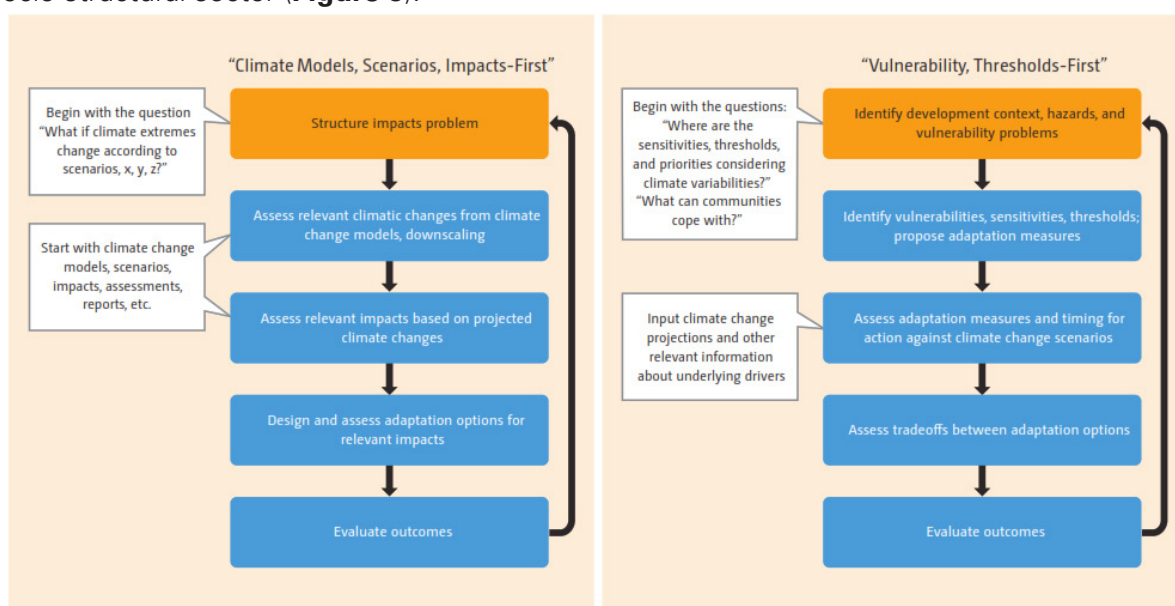 structural sector (Figure
"Climate Models, Scenarios, Impacts-First"
Begin with the question
"What if climate extremes
change according to
scenarios, x, y, z?"
Structure impacts problem
Assess relevant climatic changes from climate
change models, downscaling
Start with climate change
models, scenarios,
impacts, assessments,
reports, etc.
Assess relevant impacts based on projected
climate changes
Design and assess adaptation options for
relevant impacts
Evaluate outcomes
"Vulnerability, Thresholds-First"
Begin with the questions:
"Where are the
sensitivities, thresholds,
and priorities considering
climate variabilities?"
"What can communities
cope with?"
Identify development context, hazards, and
vulnerability problems
Identify vulnerabilities, sensitivities, thresholds;
propose adaptation measures
Input climate change
projections and other
relevant information
about underlying drivers
Assess adaptation measures and timing for
action against climate change scenarios
Assess tradeoffs between adaptation options
Evaluate outcomes